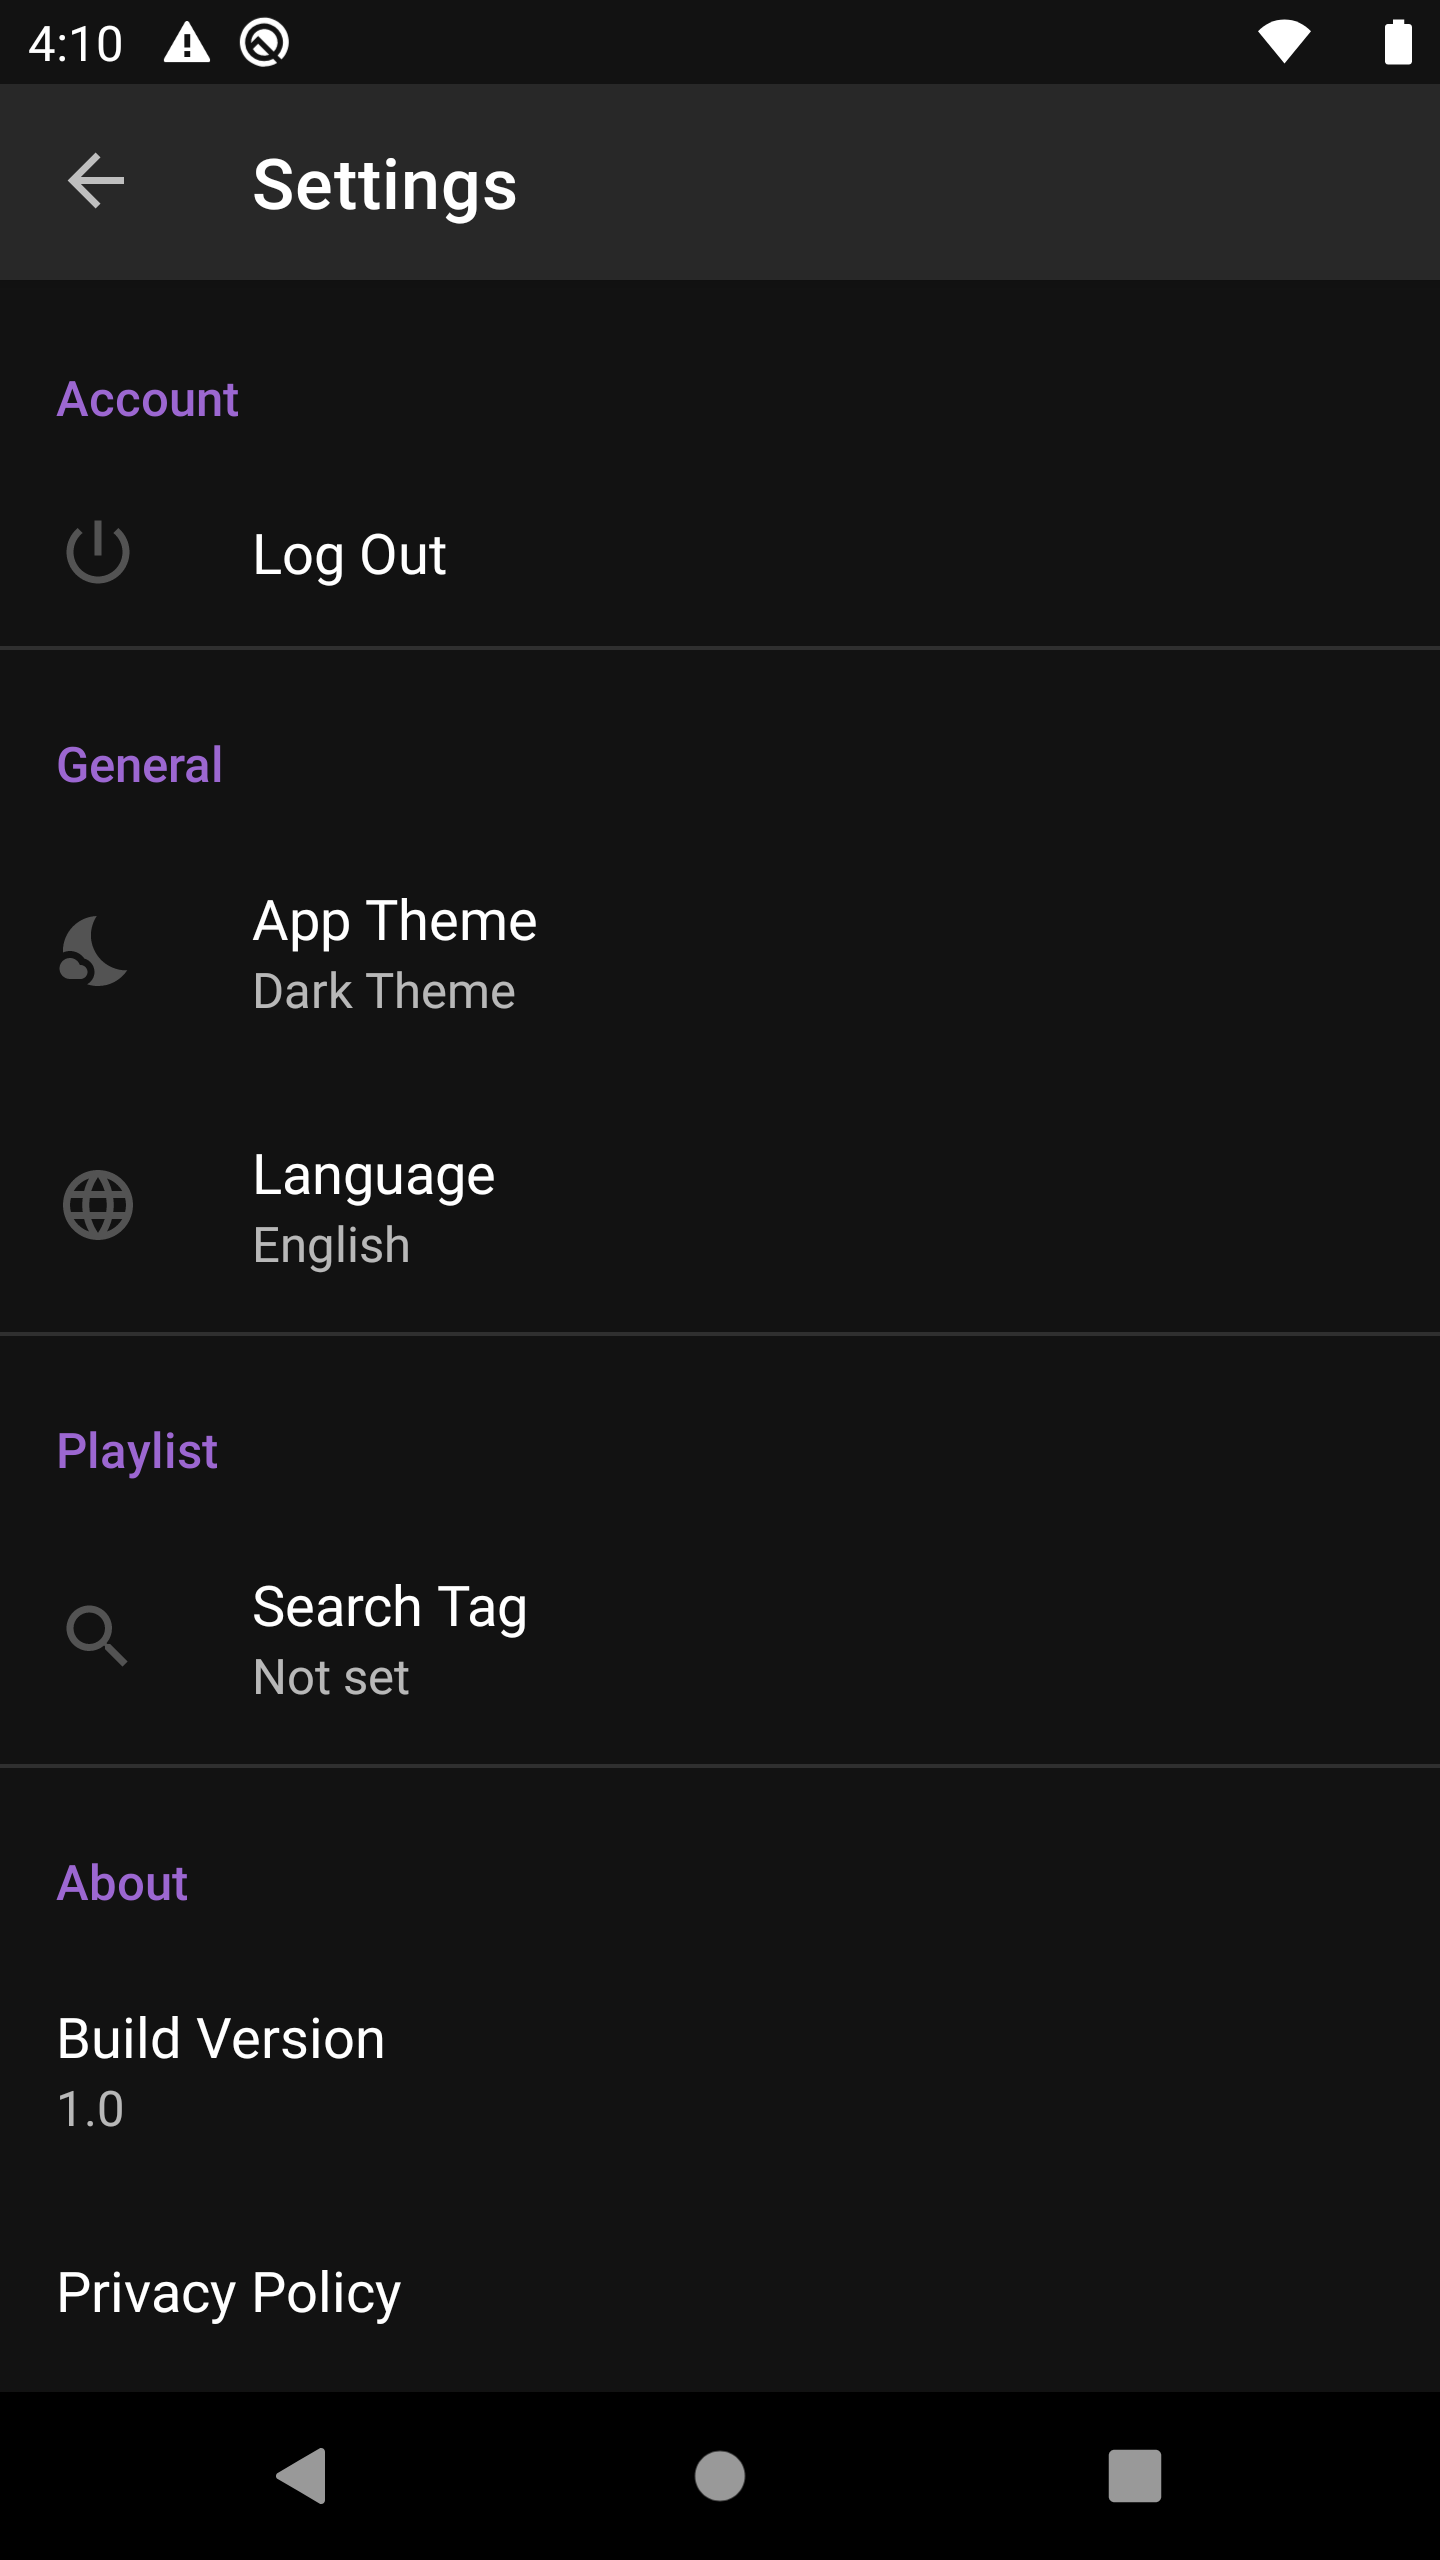 4:10
Settings
Account
Log Out
General
App Theme
Dark Theme
Language
English
Playlist
Search Tag
Not set
About
Build Version
1.0
Privacy Policy